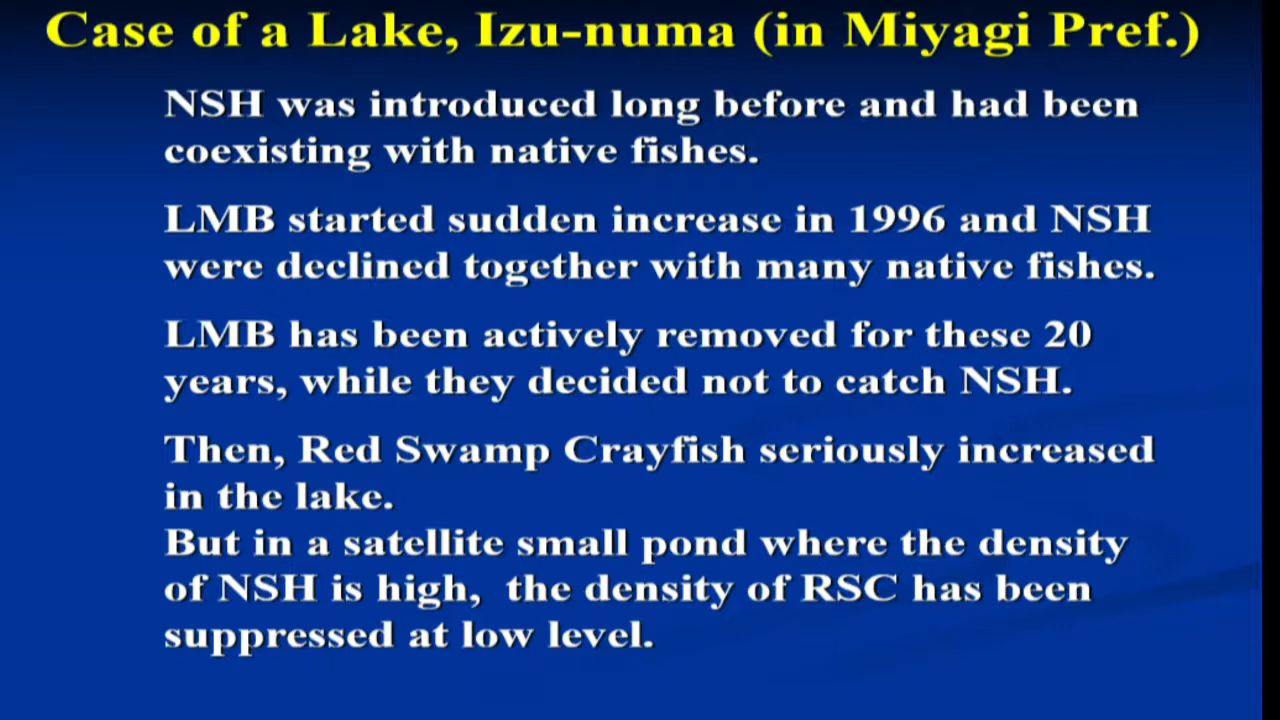 Case of a Lake, Izu-numa (in Miyagi Pref.)
NSH was introduced long before and had been
coexisting with native fishes.
LMB started sudden increase in 1996 and NSH
were declined together with many native fishes.
LMB has been actively removed for these 20
years, while they decided not to catch NSH.
Then, Red Swamp Crayfish seriously increased
in the lake.
But in a satellite small pond where the density
of NSH is high,  the density of RSC has been
suppressed at low level.